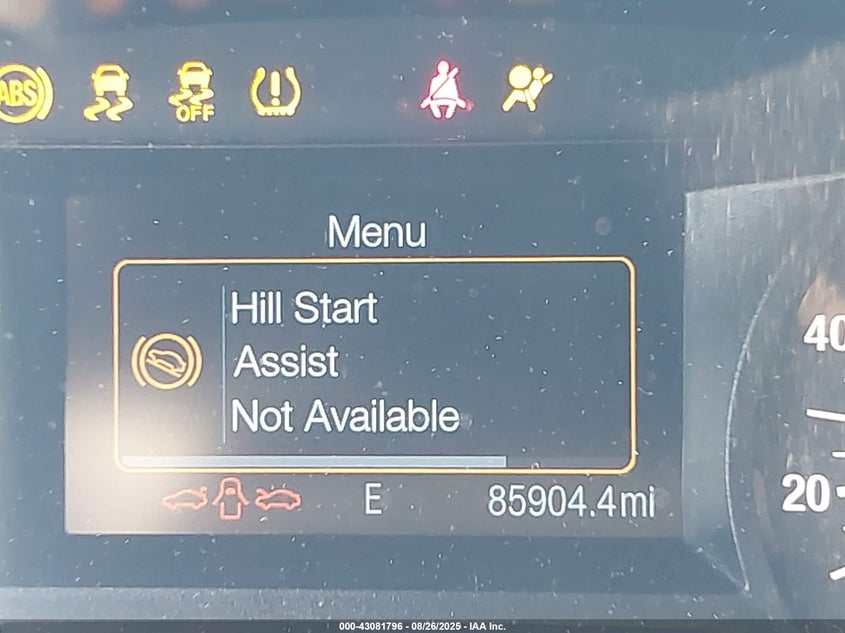 ABS
OFF
Menu
Hill Start
Assist
Not Available
E
85904.4mi
40
20
000-43081796 - 08/26/2025 - IAA Inc.